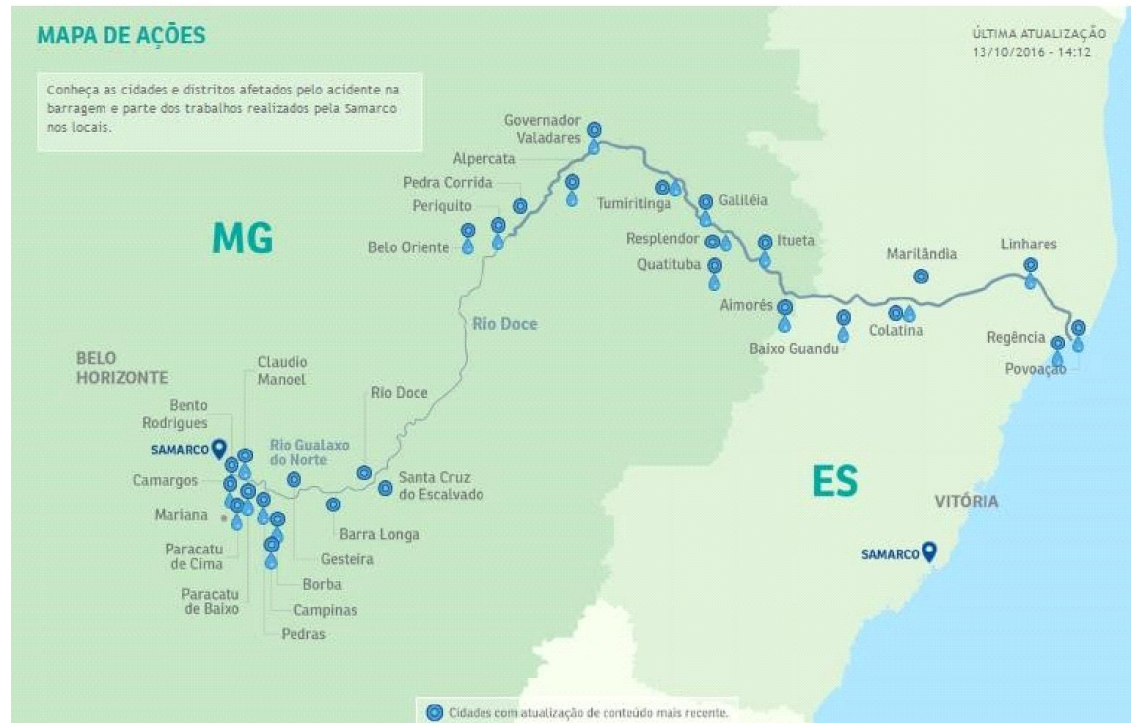 MAPA DE AÇÕES
ÚLTIMA ATUALIZAÇÃO
13/10/2016 - 14:12
Conheça as cidades e distritos afetados pelo acidente na
barragem e parte dos trabalhos realizados pela Samarco
nos locais.
Governador
Valadares
Alpercata
Pedra Corrida
Periquito
Belo Oriente
Tumiritinga
Galiléia
Resplendor
Itueta
Quatituba
Marilândia
Linhares
MG
Aimorés
Baixo Guandu
Colatina
Regência
Povoação
Rio Doce
BELO
HORIZONTE
Claudio
Manoel
Rio Doce
Bento
Rodrigues
SAMARCO
Rio Gualaxo
do Norte
Camargos
Santa Cruz
do Escalvado
Mariana
Barra Longa
Paracatu
de Cima
Gesteira
Borba
Paracatu
de Baixo
Campinas
Pedras
ES
VITÓRIA
SAMARCO
Cidades com atualização de conteúdo mais recente.